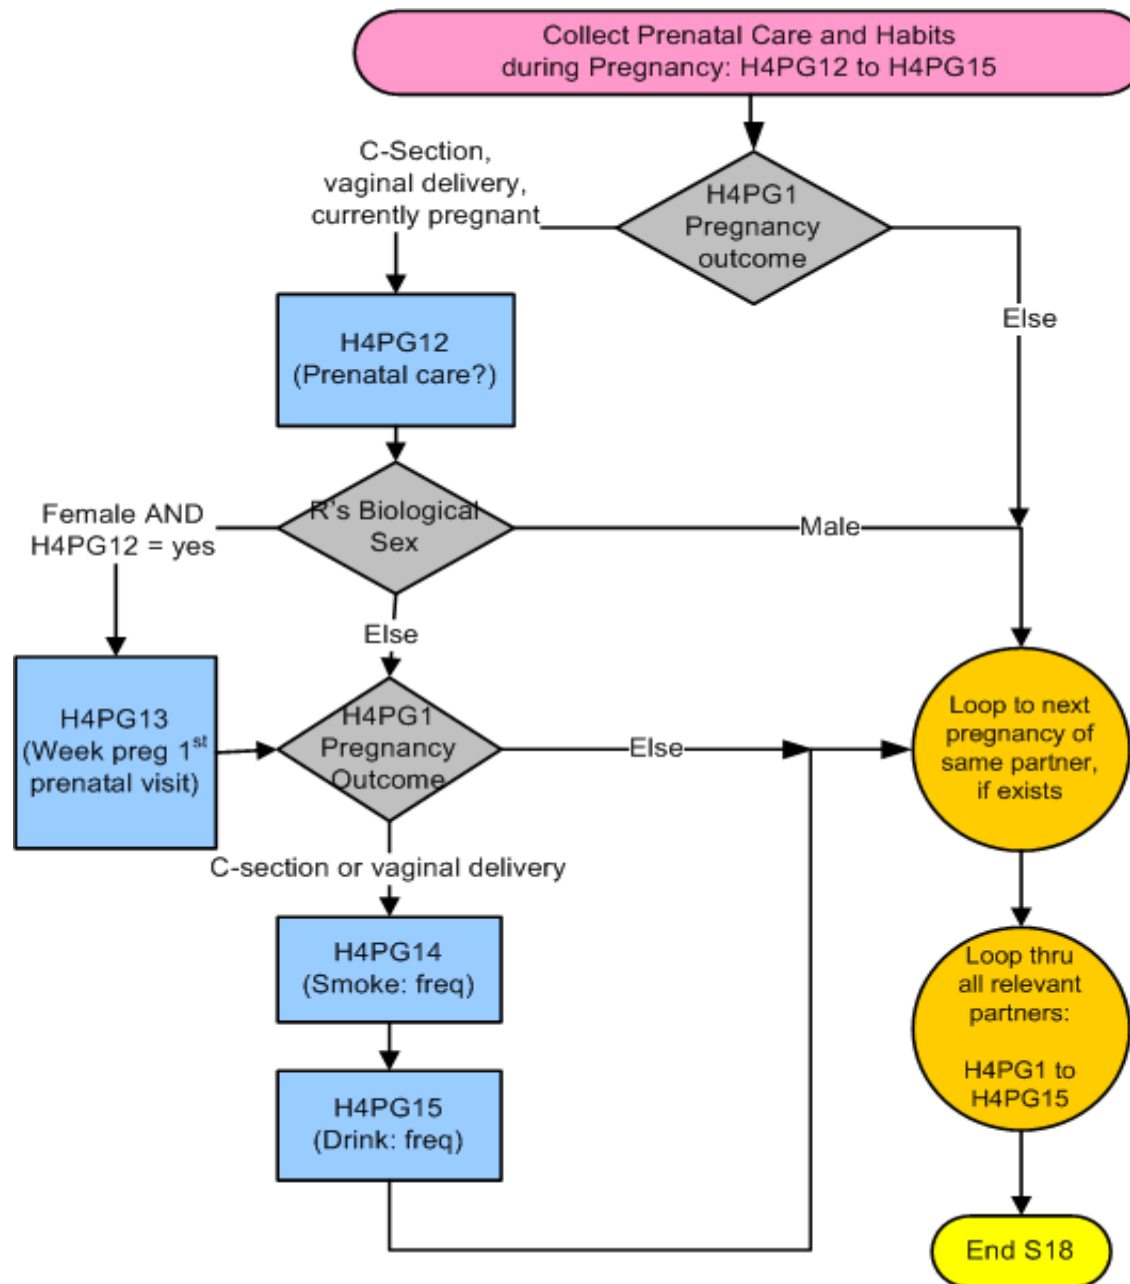 Collect Prenatal Care and Habits
during Pregnancy: H4PG12 to H4PG15
C-Section,
vaginal delivery,
currently pregnant
H4PG1
Pregnancy
outcome
Else
H4PG12
(Prenatal care?)
Female AND
H4PG12 = yes
R's Biological
Sex
Male
Else
H4PG13
(Week preg 1st
prenatal visit)
H4PG1
Pregnancy
Outcome
Else
Loop to next
pregnancy of
same partner,
if exists
C-section or vaginal delivery
H4PG14
(Smoke: freq)
Loop thru
all relevant
partners:
H4PG1 to
H4PG15
H4PG15
(Drink: freq)
End S18